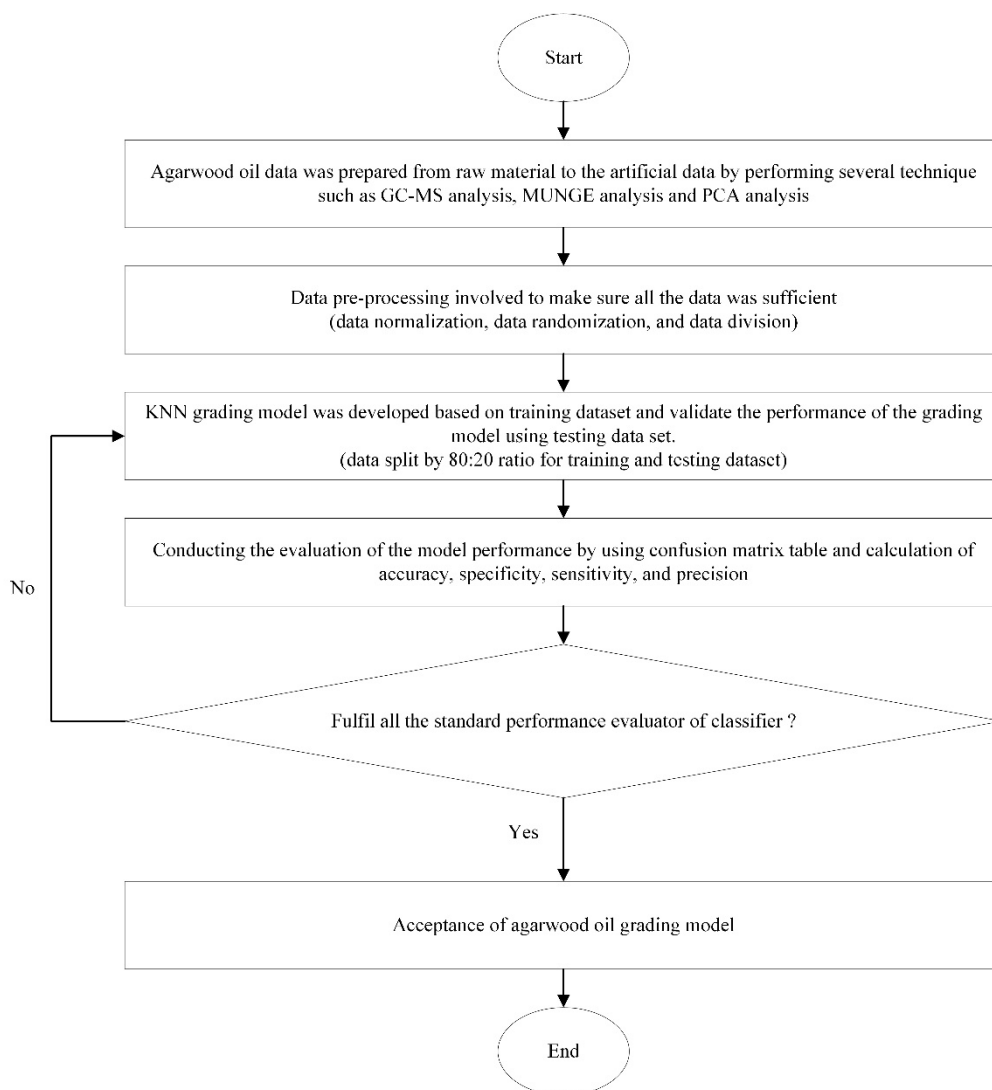 Start
Agarwood oil data was prepared from raw material to the artificial data by performing several technique
such as GC-MS analysis, MUNGE analysis and PCA analysis
Data pre-processing involved to make sure all the data was sufficient
(data normalization, data randomization, and data division)
KNN grading model was developed based on training dataset and validate the performance of the grading
model using testing data set.
(data split by 80:20 ratio for training and testing dataset)
Conducting the evaluation of the model performance by using confusion matrix table and calculation of
accuracy, specificity, sensitivity, and precision
No
Fulfil all the standard performance evaluator of classifier ?
Yes
Acceptance of agarwood oil grading model
End